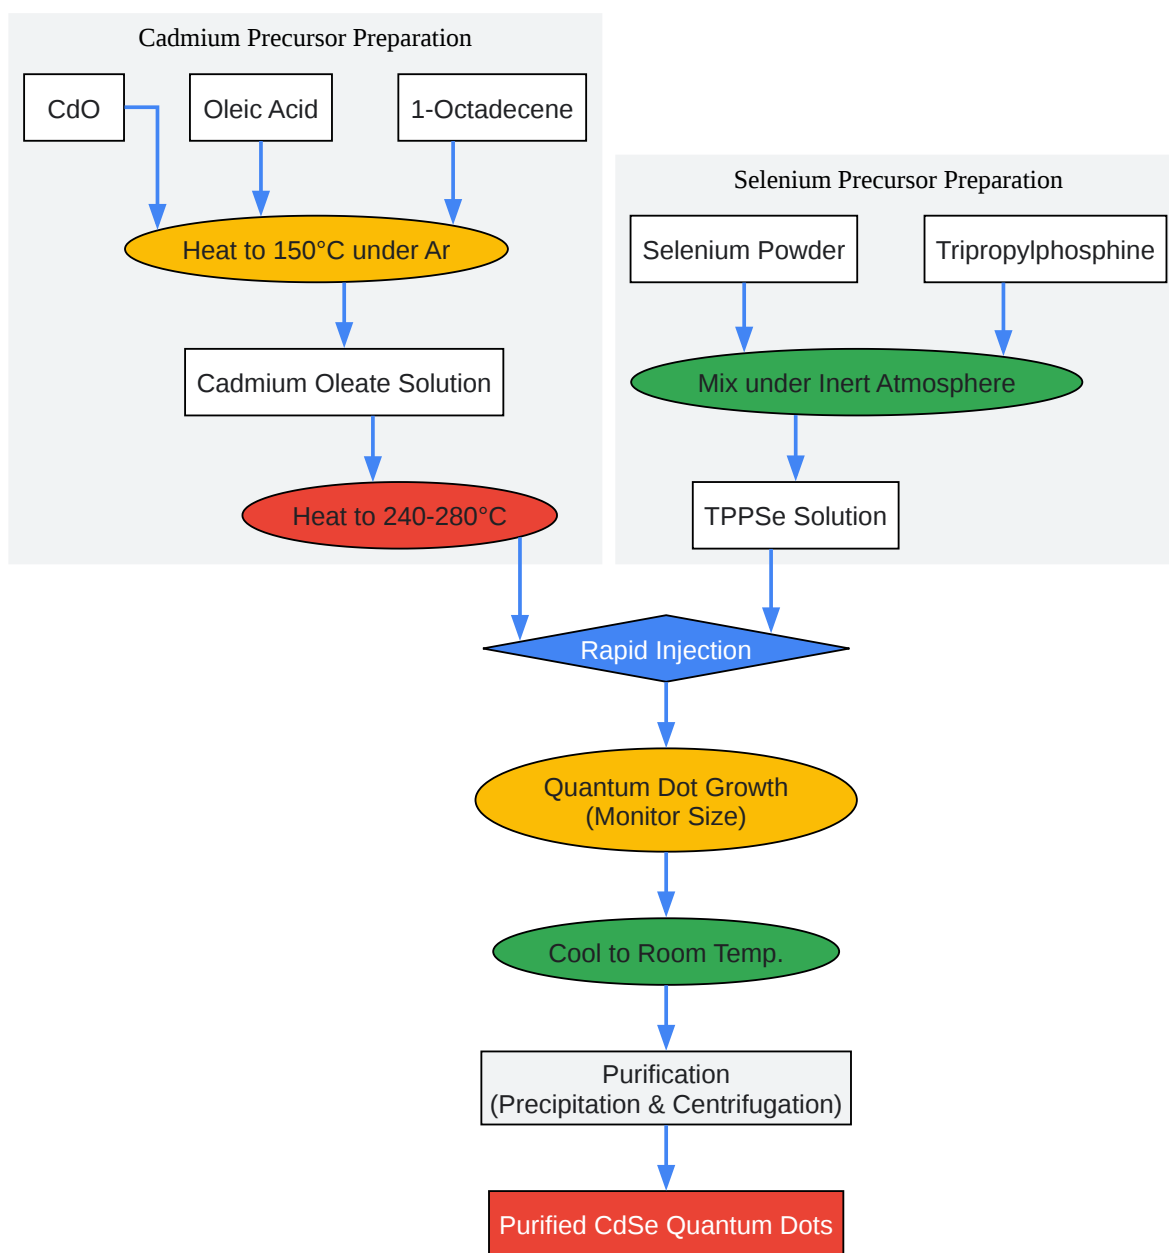 Cadmium Precursor Preparation
CdO
Oleic Acid
1-Octadecene
Selenium Precursor Preparation
Heat to 150°C under Ar
Selenium Powder
Tripropylphosphine
Cadmium Oleate Solution
Mix under Inert Atmosphere
Heat to 240-280°C
TPPSe Solution
Rapid Injection
Quantum Dot Growth
(Monitor Size)
Cool to Room Temp.
Purification
(Precipitation & Centrifugation)
Purified CdSe Quantum Dots